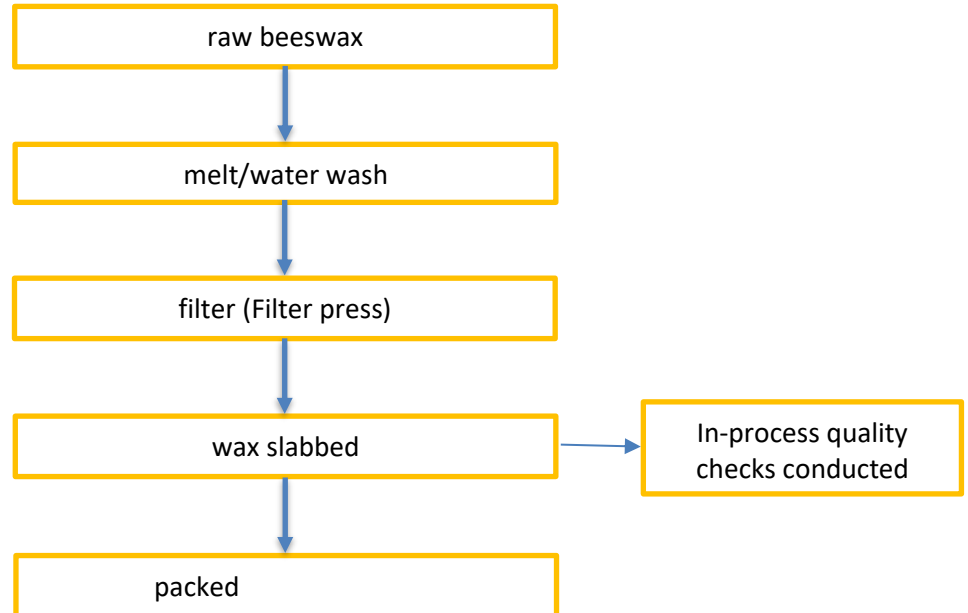 raw beeswax
melt/water wash
filter (Filter press)
wax slabbed
In-process quality
checks conducted
packed